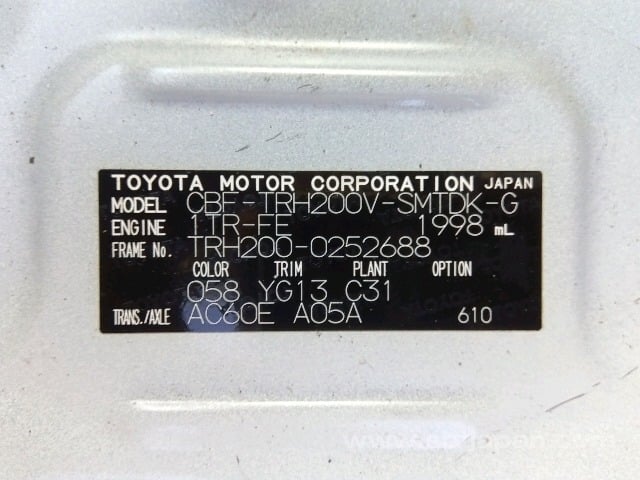 TOYOTA MOTOR CORPORATION JAPAN
MODEL CBF-TRH200V-SMTDK-G
ENGINE 1TR-FE 1998 mL
FRAME No. TRH200-0252688
COLOR TRIM PLANT OPTION
058 YG13 C31
TRANS./AXLE AC60E A05A 610